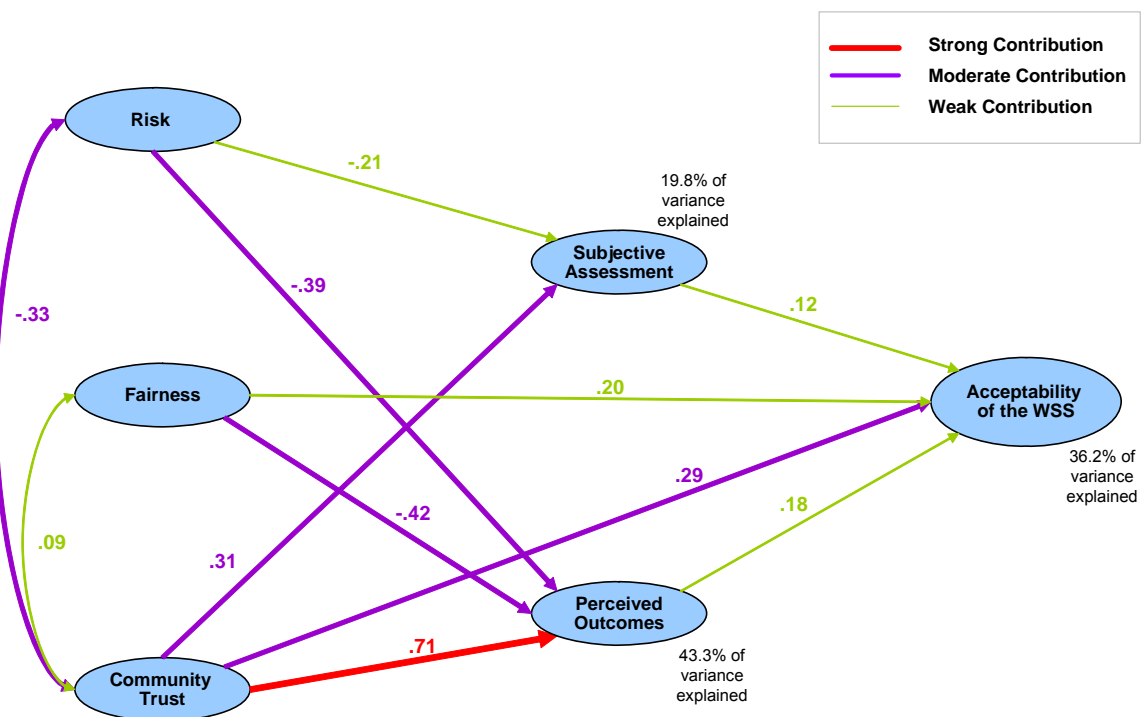 Strong Contribution
Moderate Contribution
Weak Contribution
Risk
-.21
19.8% of
variance
explained
Subjective
Assessment
-.39
-.33
.12
Fairness
.20
Acceptability
of the WSS
36.2% of
variance
explained
.29
.18
-.42
.09
.31
Perceived
Outcomes
.71
43.3% of
variance
explained
Community
Trust